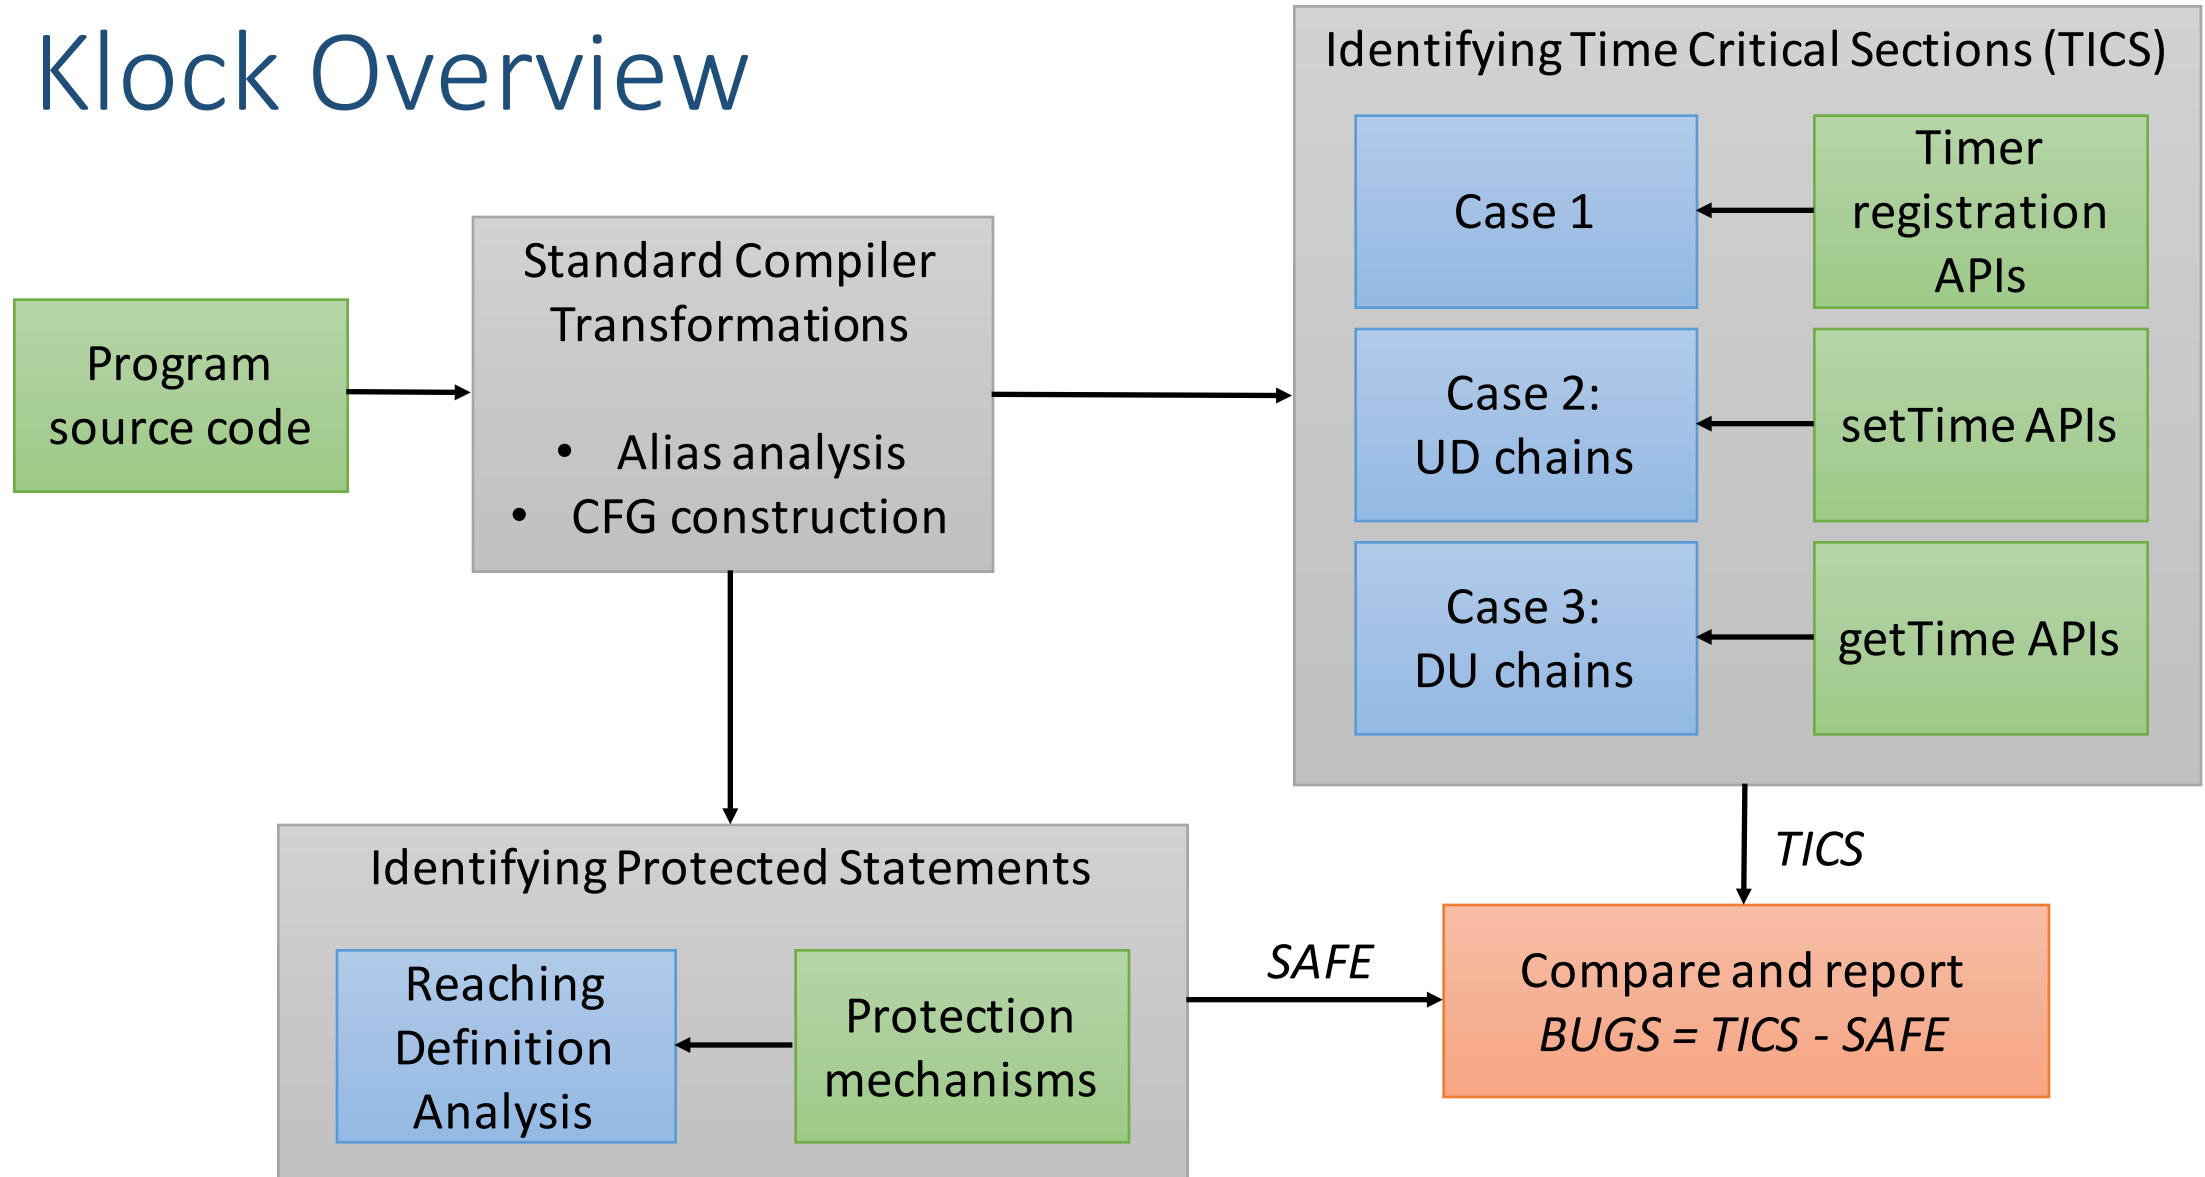 Klock Overview
Program
source code
Standard Compiler
Transformations
• Alias analysis
• CFG construction
Identifying Time Critical Sections (TICS)
Case 1
Timer
registration
APIs
Case 2:
UD chains
setTime APIs
Case 3:
DU chains
getTime APIs
TICS
Identifying Protected Statements
Reaching
Definition
Analysis
Protection
mechanisms
SAFE
Compare and report
BUGS = TICS - SAFE